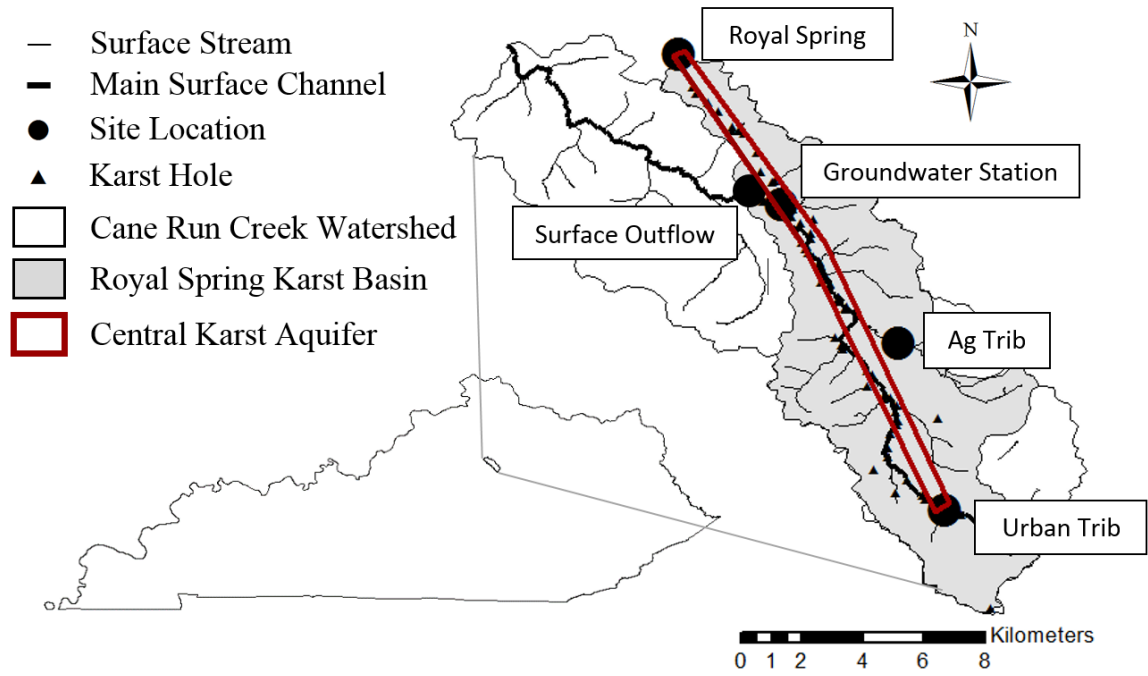 Surface Stream
Main Surface Channel
Site Location
Karst Hole
Cane Run Creek Watershed
Royal Spring Karst Basin
Central Karst Aquifer
Royal Spring
N
Groundwater Station
Surface Outflow
Ag Trib
Urban Trib
Kilometers
0 1 2 4 6 8